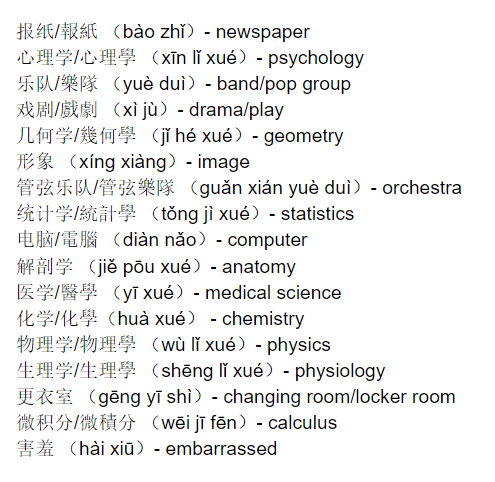 报纸/報紙 （bào zhǐ）- newspaper
心理学/心理學 （xīn lǐ xué）- psychology
乐队/樂隊 （yuè duì）- band/pop group
戏剧/戲劇 （xì jù）- drama/play
几何学/幾何學 （jǐ hé xué）- geometry
形象 （xíng xiàng）- image
管弦乐队/管弦樂隊 （guǎn xián yuè duì）- orchestra
统计学/統計學 （tǒng jì xué）- statistics
电脑/電腦 （diàn nǎo）- computer
解剖学 （jiě pōu xué）- anatomy
医学/醫學 （yī xué）- medical science
化学/化學（huà xué） - chemistry
物理学/物理學 （wù lǐ xué）- physics
生理学/生理學 （shēng lǐ xué）- physiology
更衣室 （gēng yī shì）- changing room/locker room
微积分/微積分 （wēi jī fēn）- calculus
害羞 （hài xiū）- embarrassed